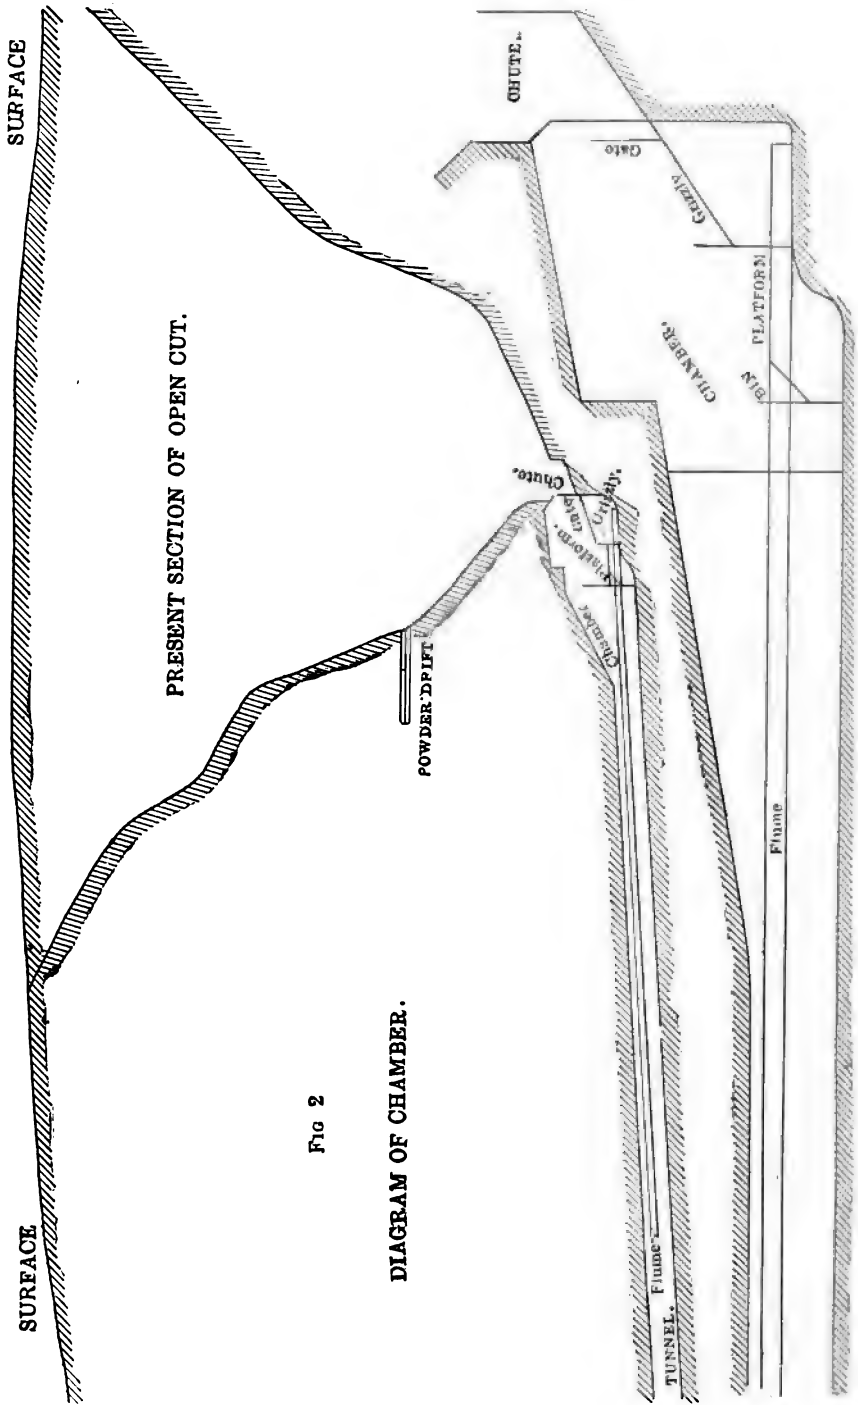 SURFACE
SURFACE
PRESENT SECTION OF OPEN CUT.
POWDER DRIFT
FIG 2
DIAGRAM OF CHAMBER.
Chute.
Gate
Grizzly.
Platform.
Chamber
Flume
TUNNEL.
CHUTE.
Gate
Grizzly
CHAMBER.
PLATFORM
BIN
Flume